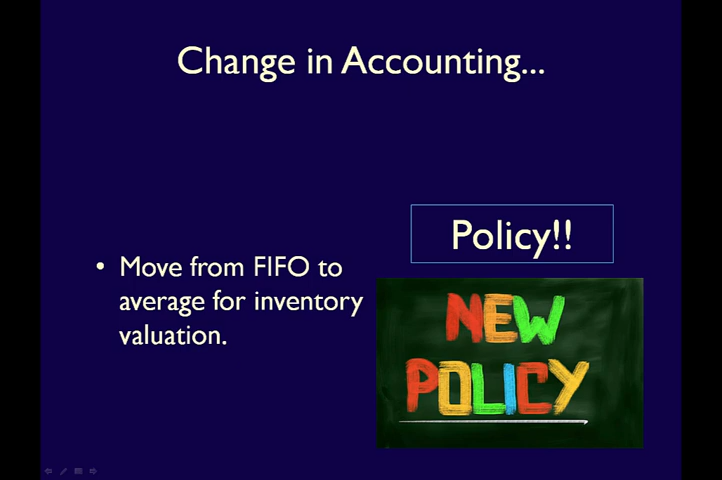 Change in Accounting...
Policy!!
• Move from FIFO to
average for inventory
valuation.
NEW
POLICY